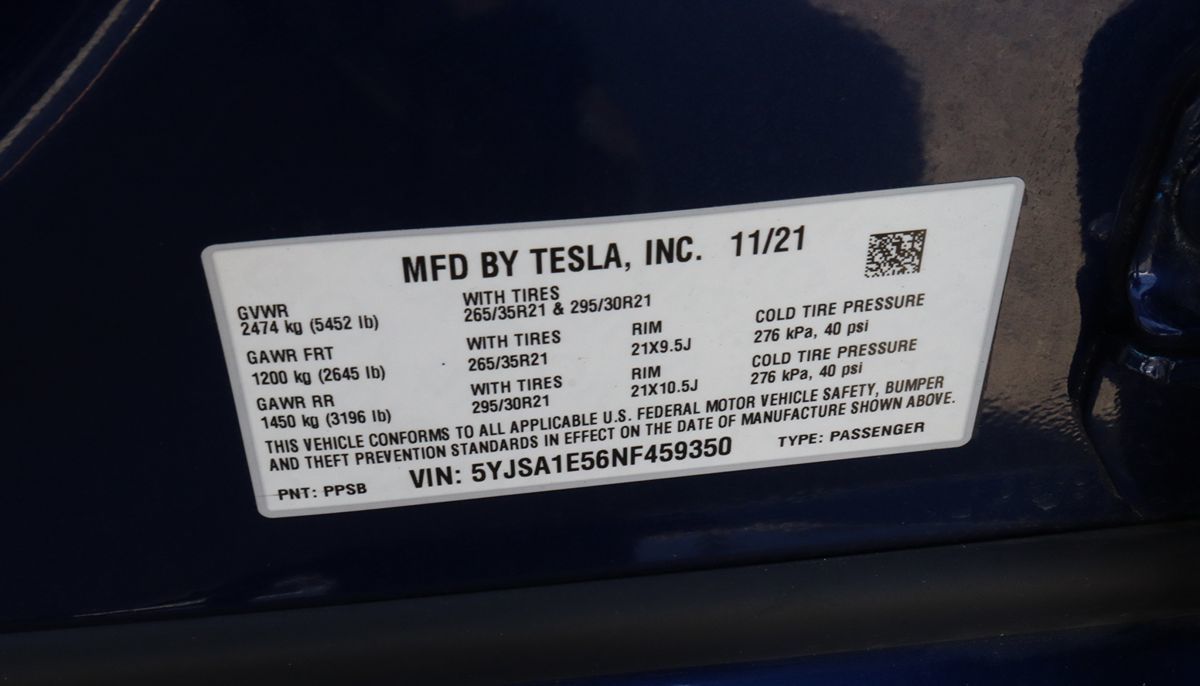 MFD BY TESLA, INC. 11/21
GVWR
2474 kg (5452 lb)
WITH TIRES
265/35R21 & 295/30R21
GAWR FRT
1200 kg (2645 lb)
WITH TIRES
265/35R21
RIM
21X9.5J
COLD TIRE PRESSURE
276 kPa, 40 psi
GAWR RR
1450 kg (3196 lb)
WITH TIRES
295/30R21
RIM
21X10.5J
COLD TIRE PRESSURE
276 kPa, 40 psi
THIS VEHICLE CONFORMS TO ALL APPLICABLE U.S. FEDERAL MOTOR VEHICLE SAFETY, BUMPER
AND THEFT PREVENTION STANDARDS IN EFFECT ON THE DATE OF MANUFACTURE SHOWN ABOVE.
PNT: PPSB
VIN: 5YJSA1E56NF459350
TYPE: PASSENGER